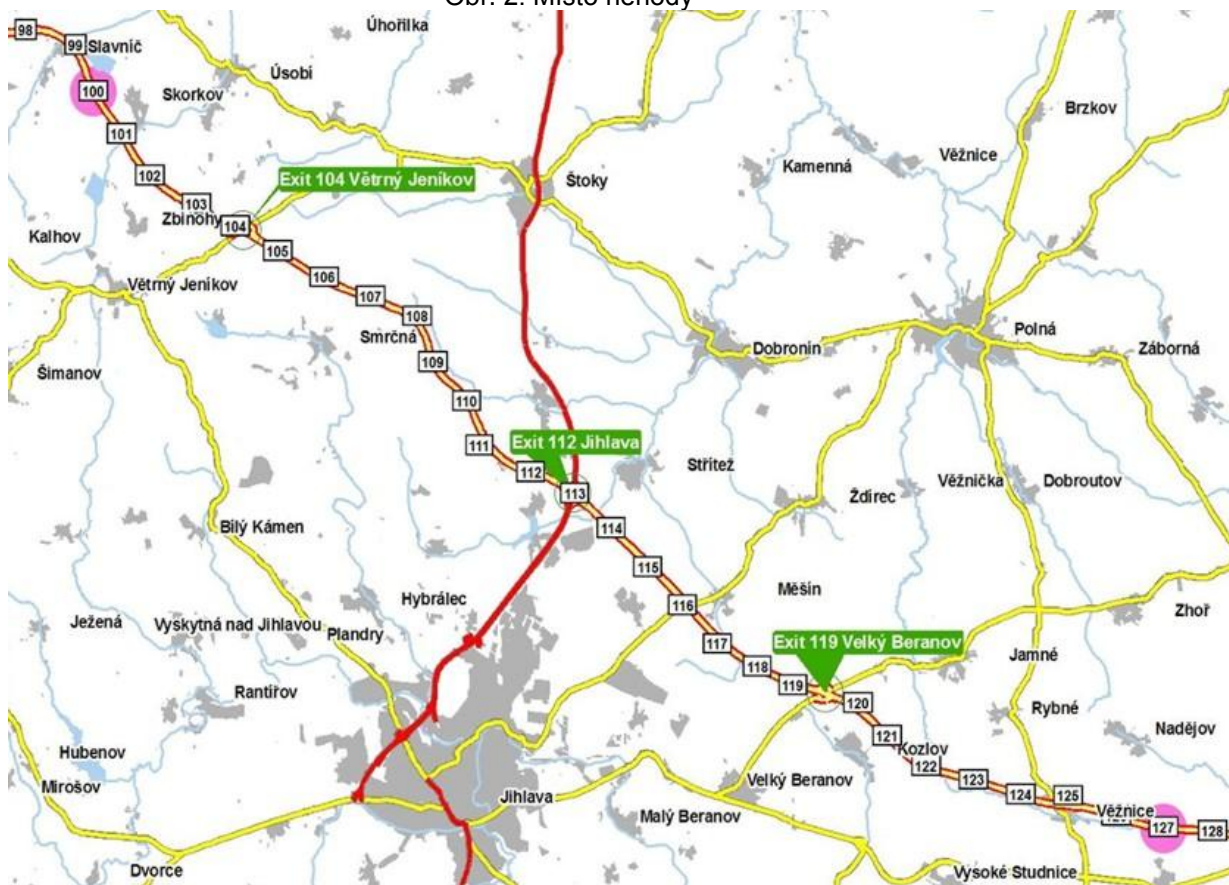 Obr. 2: Místo nehody
98
99
Slavníč
Úhořilka
100
Skorkov
Úsobí
Brzkov
101
102
Kamenná
Věžnice
103
Exit 104 Větrný Jeníkov
Štoky
Zbinohy
104
Kalhov
105
Větrný Jeníkov
106
107
108
Smrčná
Polná
Dobronin
Záborná
109
Šimanov
110
111
Exit 112 Jihlava
112
Střítež
113
Ždírec
Věžnička
Dobroutov
114
Bílý Kámen
115
Měšín
Hybrálec
116
Zhoř
Ježená
Vyskytná nad Jihlavou
Plandry
117
Exit 119 Velký Beranov
118
Jamné
119
Rantířov
120
Rybné
Nadějov
121
Hubenov
Kozlov
122
Mirošov
Velký Beranov
123
Jihlava
124
125
Malý Beranov
Věžnice
127
128
Dvorce
Vysoké Studnice